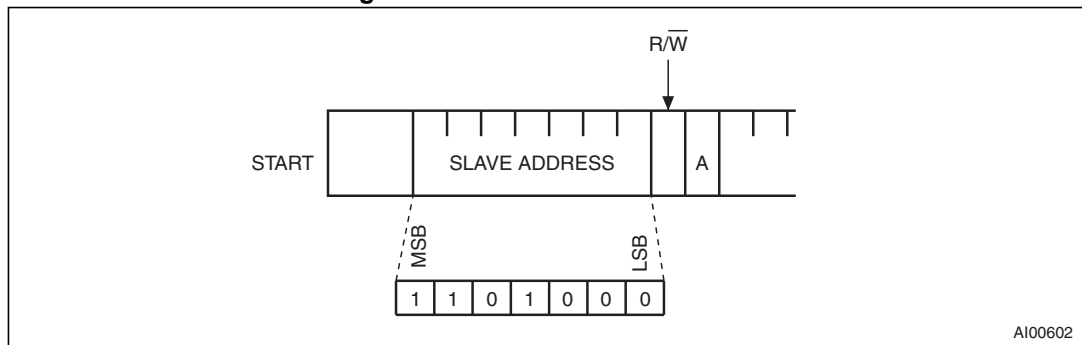 R/W
START
SLAVE ADDRESS
A
MSB
LSB
1 1 0 1 0 0 0
AI00602